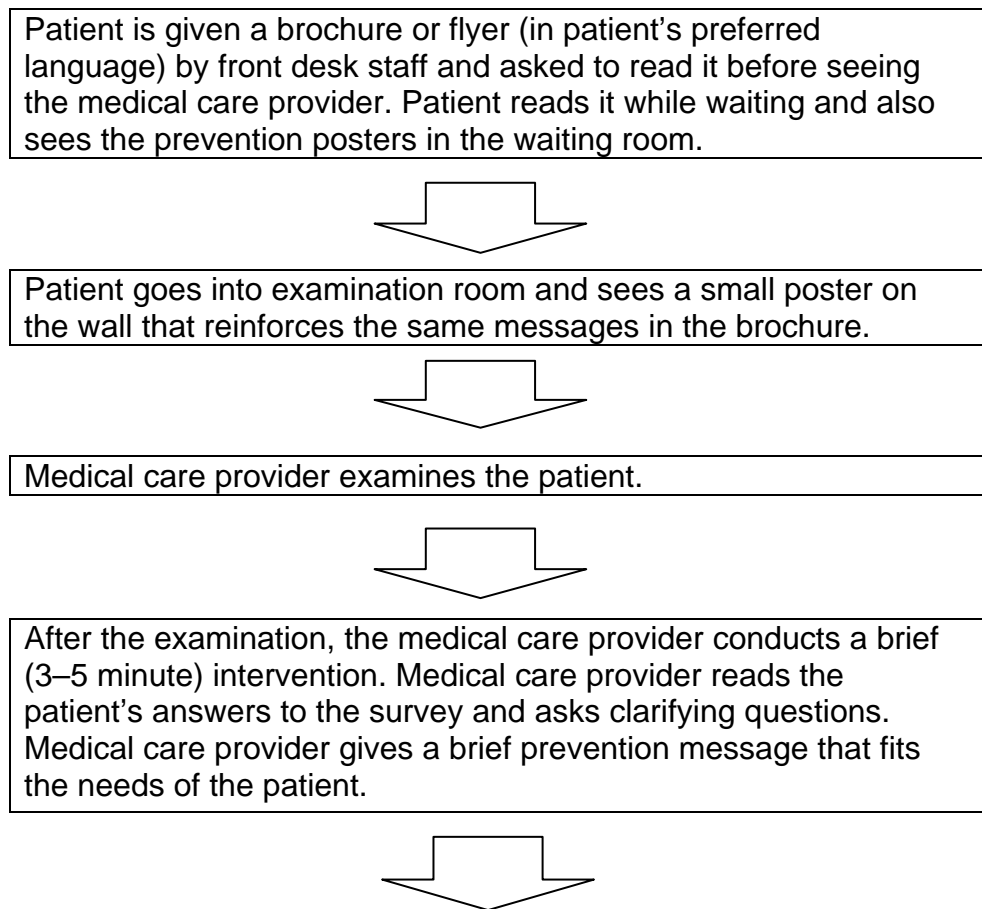 Patient is given a brochure or flyer (in patient’s preferred
language) by front desk staff and asked to read it before seeing
the medical care provider. Patient reads it while waiting and also
sees the prevention posters in the waiting room.
Patient goes into examination room and sees a small poster on
the wall that reinforces the same messages in the brochure.
Medical care provider examines the patient.
After the examination, the medical care provider conducts a brief
(3–5 minute) intervention. Medical care provider reads the
patient’s answers to the survey and asks clarifying questions.
Medical care provider gives a brief prevention message that fits
the needs of the patient.